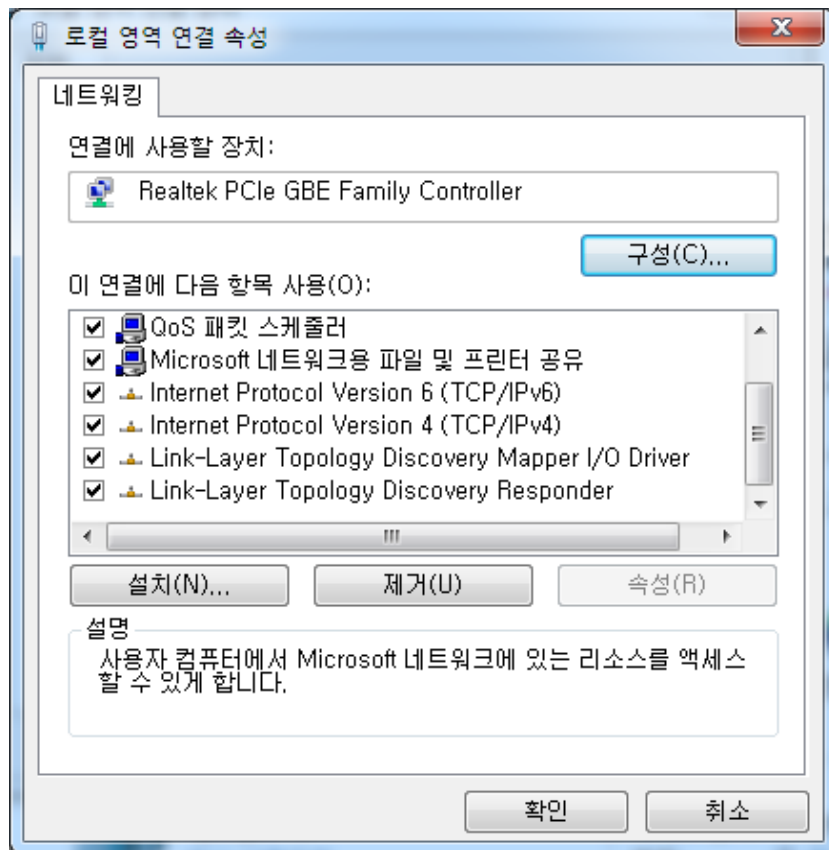 로컬 영역 연결 속성
네트워킹
연결에 사용할 장치:
Realtek PCIe GBE Family Controller
구성(C)...
이 연결에 다음 항목 사용(O):
QoS 패킷 스케줄러
Microsoft 네트워크용 파일 및 프린터 공유
Internet Protocol Version 6 (TCP/IPv6)
Internet Protocol Version 4 (TCP/IPv4)
Link-Layer Topology Discovery Mapper I/O Driver
Link-Layer Topology Discovery Responder
설치(N)... 제거(U) 속성(R)
설명
사용자 컴퓨터에서 Microsoft 네트워크에 있는 리소스를 액세스
할 수 있게 합니다.
확인 취소